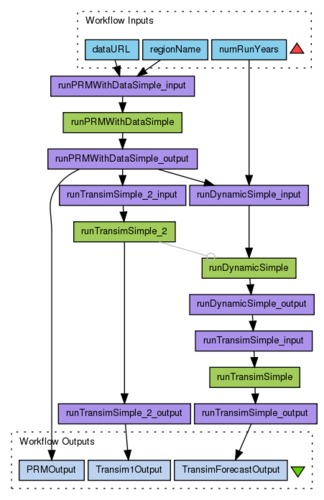 Workflow Inputs
dataURL
regionName
numRunYears
runPRMWithDataSimple_input
runPRMWithDataSimple
runPRMWithDataSimple_output
runTransimSimple_2_input
runDynamicSimple_input
runTransimSimple_2
runDynamicSimple
runDynamicSimple_output
runTransimSimple_input
runTransimSimple
runTransimSimple_2_output
runTransimSimple_output
Workflow Outputs
PRMOutput
Transim1Output
TransimForecastOutput